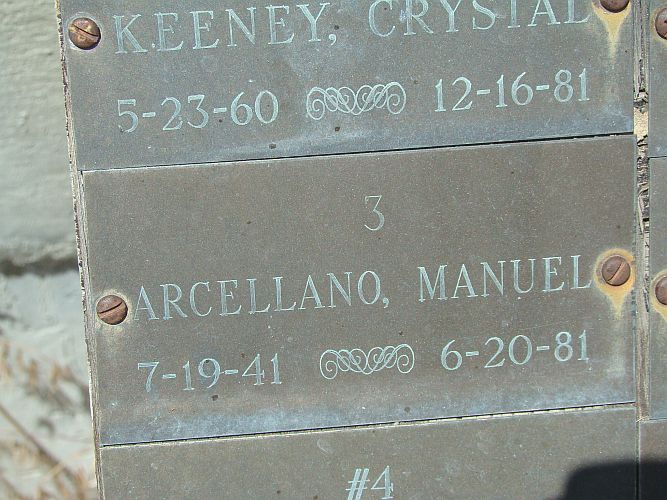 KEENEY, CRYSTAL
5-23-60 12-16-81
3
ARCELLANO, MANUEL
7-19-41 6-20-81
#4